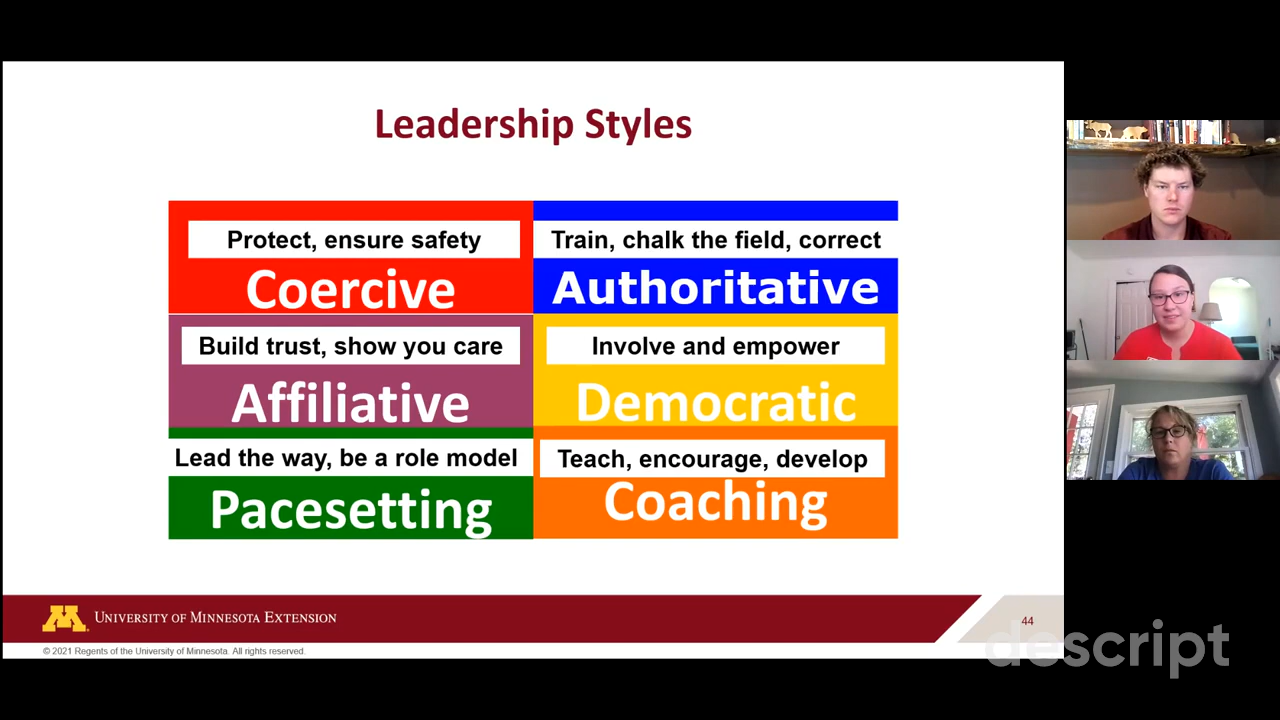 Leadership Styles
Protect, ensure safety
Coercive
Train, chalk the field, correct
Authoritative
Build trust, show you care
Affiliative
Involve and empower
Democratic
Lead the way, be a role model
Pacesetting
Teach, encourage, develop
Coaching
M
UNIVERSITY OF MINNESOTA EXTENSION
44
© 2021 Regents of the University of Minnesota. All rights reserved.
descript